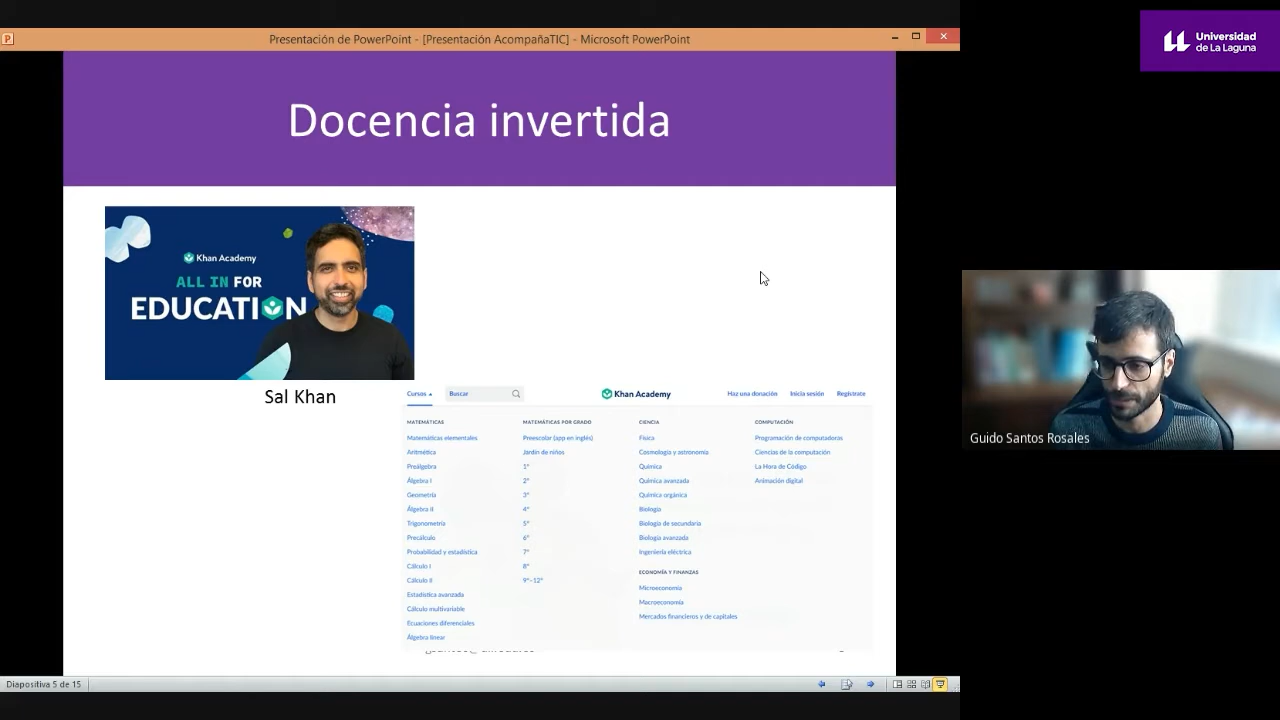 Presentación de PowerPoint - [Presentación AcompañaTIC] - Microsoft PowerPoint
Universidad
de La Laguna
Docencia invertida
Khan Academy
ALL IN FOR
EDUCATION
Sal Khan
Cursos
Buscar
Khan Academy
Haz una donación
Inicia sesión
Regístrate
MATEMÁTICAS
Matemáticas elementales
Aritmética
Preálgebra
Álgebra I
Geometría
Álgebra II
Trigonometría
Precálculo
Probabilidad y estadística
Cálculo I
Cálculo II
Estadística avanzada
Cálculo multivariable
Ecuaciones diferenciales
Álgebra linear
MATEMÁTICAS POR GRADO
Preescolar (app en inglés)
Jardín de niños
1°
2°
3°
4°
5°
6°
7°
8°
9°-12°
CIENCIA
Física
Cosmología y astronomía
Química
Química avanzada
Química orgánica
Biología
Biología de secundaria
Biología avanzada
Ingeniería eléctrica
ECONOMÍA Y FINANZAS
Microeconomía
Macroeconomía
Mercados financieros y de capitales
COMPUTACIÓN
Programación de computadoras
Ciencias de la computación
La Hora de Código
Animación digital
Guido Santos Rosales
Diapositiva 5 de 15